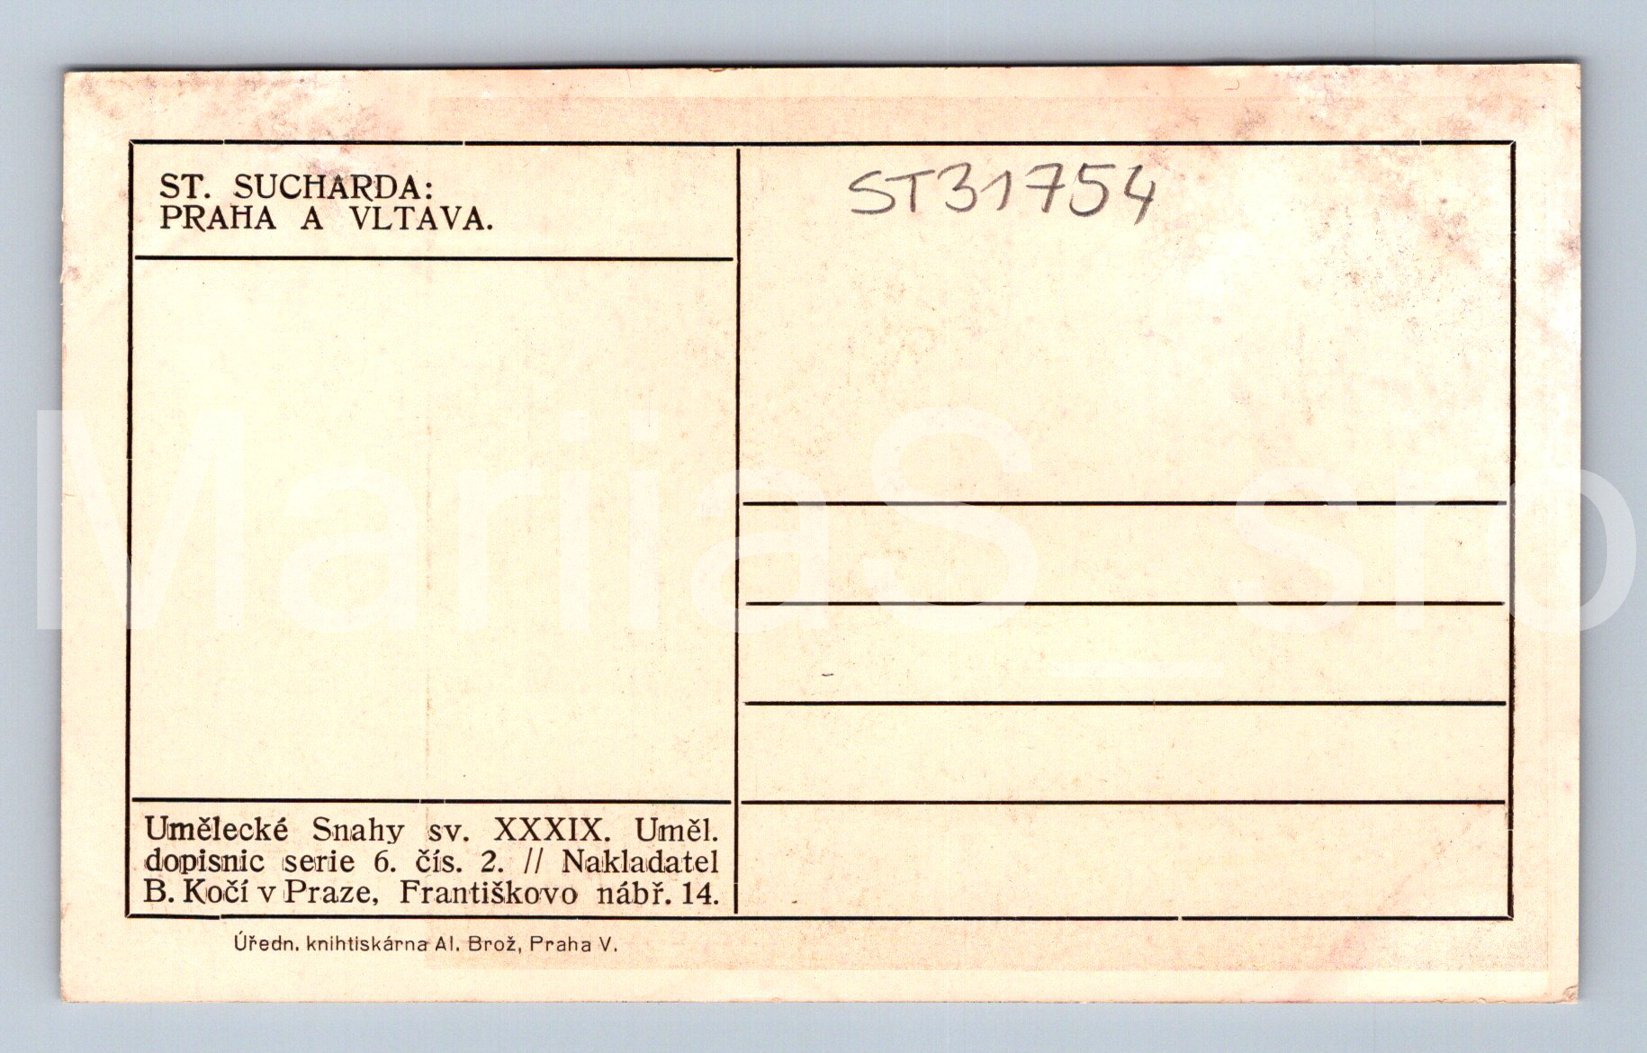 ST. SUCHARDA:
PRAHA A VLTAVA.
ST31754
Umělecké Snahy sv. XXXIX. Uměl.
dopisnic serie 6. čís. 2. // Nakladatel
B. Kočí v Praze, Františkovo nábř. 14.
Úředn. knihtiskárna Al. Brož, Praha V.
MarijaS_sro